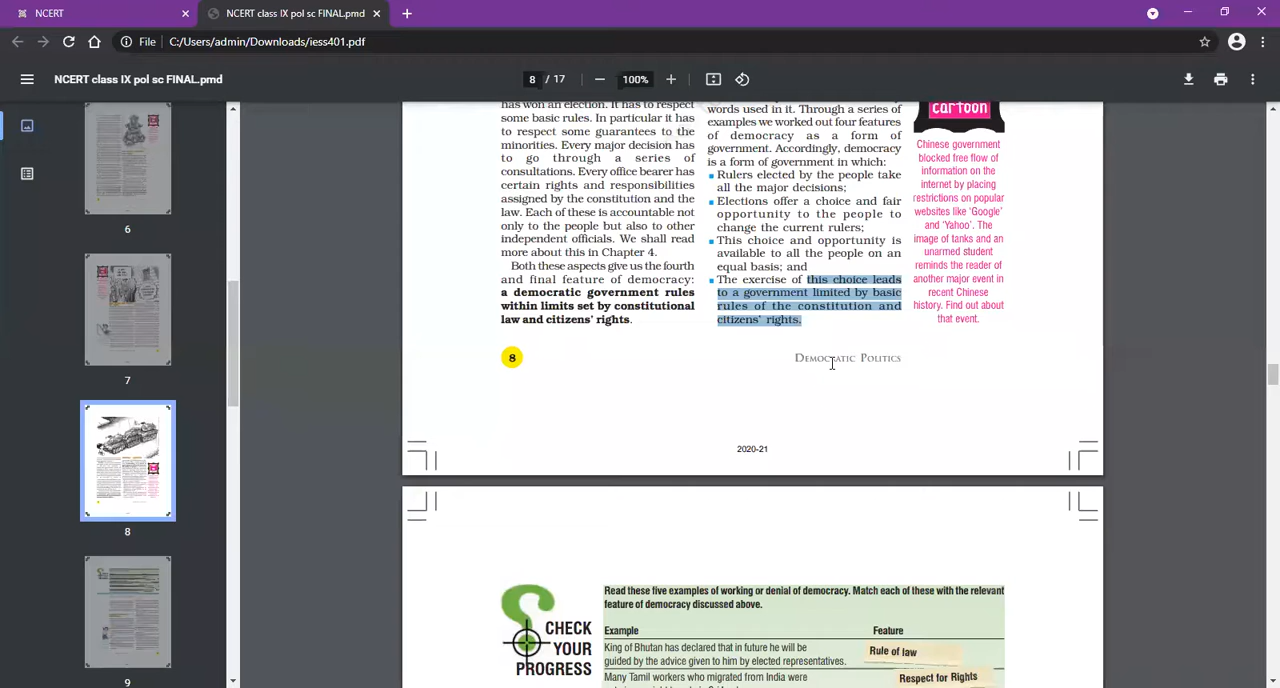 NCERT
NCERT class IX pol sc FINAL.pmd
File
C:/Users/admin/Downloads/iess401.pdf
NCERT class IX pol sc FINAL.pmd
8 / 17
100%
6
7
8
9
has won an election. It has to respect
some basic rules. In particular it has
to respect some guarantees to the
minorities. Every major decision has
to go through a series of
consultations. Every office bearer has
certain rights and responsibilities
assigned by the constitution and the
law. Each of these is accountable not
only to the people but also to other
independent officials. We shall read
more about this in Chapter 4.
Both these aspects give us the fourth
and final feature of democracy:
a democratic government rules
within limits set by constitutional
law and citizens' rights.
words used in it. Through a series of
examples we worked out four features
of democracy as a form of
government. Accordingly, democracy
is a form of government in which:
Rulers elected by the people take
all the major decisions;
Elections offer a choice and fair
opportunity to the people to
change the current rulers;
This choice and opportunity is
available to all the people on an
equal basis; and
The exercise of this choice leads
to a government limited by basic
rules of the constitution and
citizens' rights.
cartoon
Chinese government
blocked free flow of
information on the
internet by placing
restrictions on popular
websites like 'Google'
and 'Yahoo'. The
image of tanks and an
unarmed student
reminds the reader of
another major event in
recent Chinese
history. Find out about
that event.
8
Democratic Politics
2020-21
CHECK
YOUR
PROGRESS
Read these five examples of working or denial of democracy. Match each of these with the relevant
feature of democracy discussed above.
Example
Feature
King of Bhutan has declared that in future he will be
guided by the advice given to him by elected representatives.
Rule of law
Many Tamil workers who migrated from India were
Respect for Rights